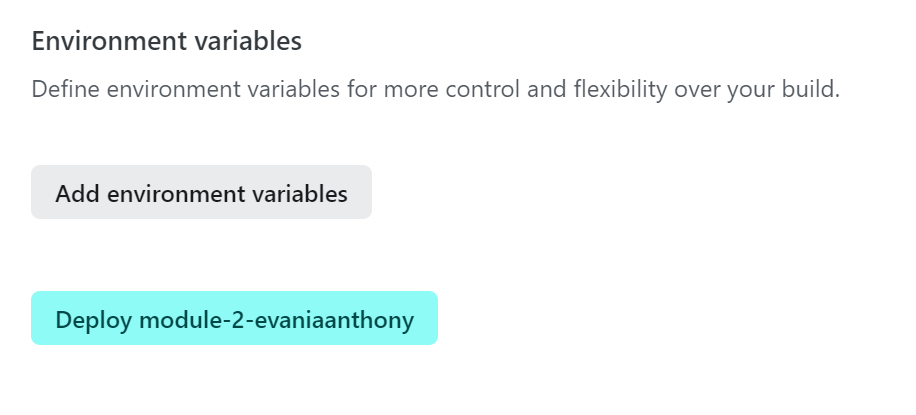 Environment variables
Define environment variables for more control and flexibility over your build.
Add environment variables
Deploy module-2-evaniaanthony